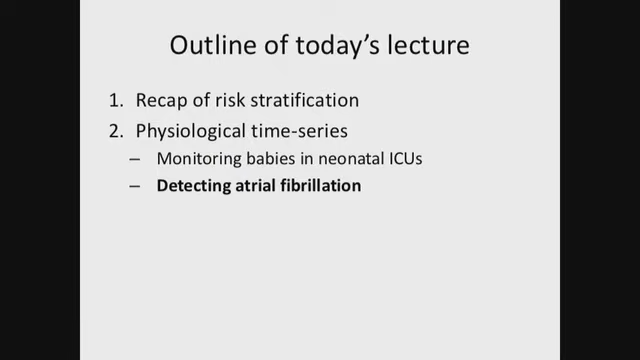 Outline of today's lecture
1. Recap of risk stratification
2. Physiological time-series
– Monitoring babies in neonatal ICUs
– Detecting atrial fibrillation